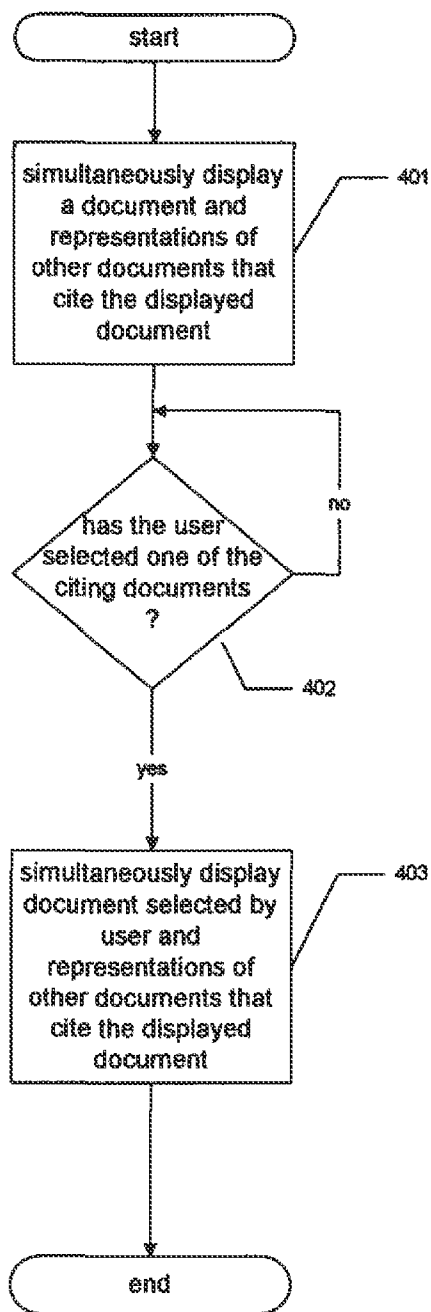 start
simultaneously display
a document and
representations of
other documents that
cite the displayed
document
401
has the user
selected one of the
citing documents
?
no
402
yes
simultaneously display
document selected by
user and
representations of
other documents that
cite the displayed
document
403
end